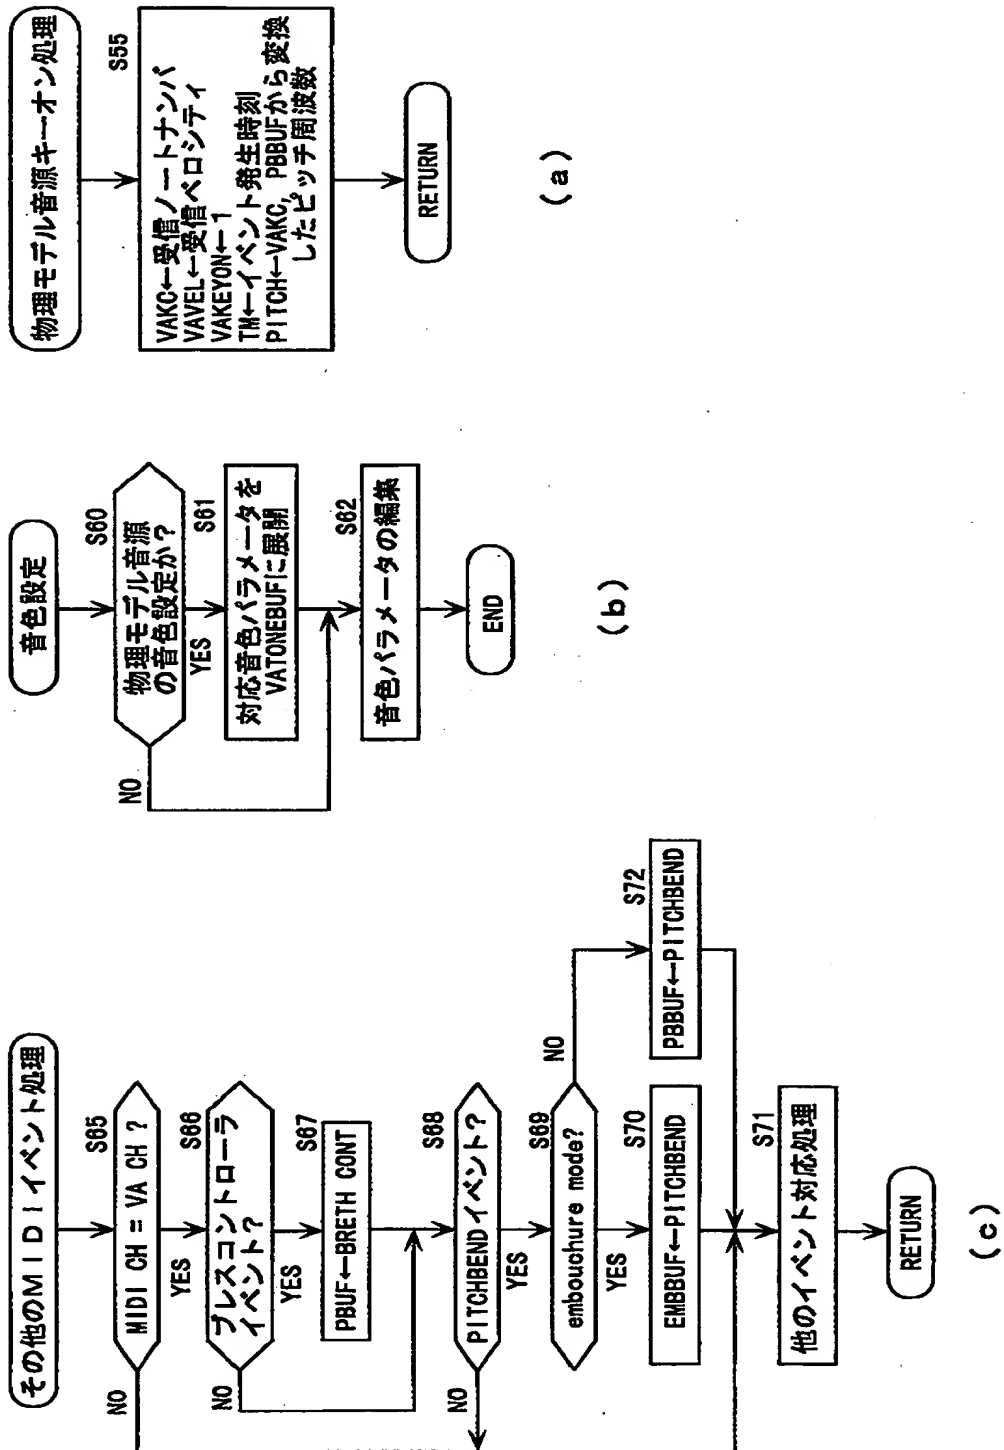 物理モデル音源キーオン処理
S55
VAKC←受信ノートナンバ
VAVEL←受信ベロシティ
VAKEYON←1
TM←イベント発生時刻
PITCH←VAKC, PBBUFから変換
したピッチ周波数
RETURN
(a)
音色設定
S60
物理モデル音源
の音色設定か?
NO
YES
S61
対応音色パラメータを
VATONEBUFに展開
S62
音色パラメータの編集
END
(b)
その他のMIDIイベント処理
S65
MIDI CH = VA CH ?
NO
YES
S66
ブレスコントローラ
イベント?
NO
YES
S67
PBUF←BRETH CONT
S68
PITCHBENDイベント?
NO
YES
S69
embouchure mode?
NO
YES
S70
EMBBUF←PITCHBEND
S72
PBBUF←PITCHBEND
S71
他のイベント対応処理
RETURN
(c)